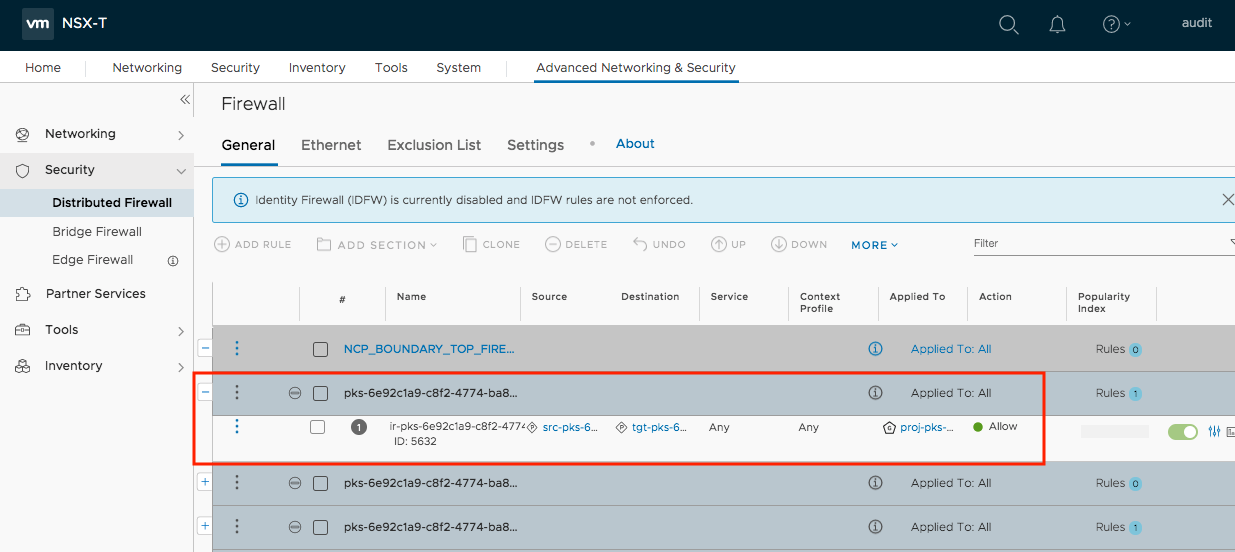 vm NSX-T audit
Home Networking Security Inventory Tools System Advanced Networking & Security
Firewall
Networking
Security
Distributed Firewall
Bridge Firewall
Edge Firewall
Partner Services
Tools
Inventory
General Ethernet Exclusion List Settings • About
Identity Firewall (IDFW) is currently disabled and IDFW rules are not enforced.
ADD RULE ADD SECTION CLONE DELETE UNDO UP DOWN MORE Filter
# Name Source Destination Service Context Profile Applied To Action Popularity Index
NCP_BOUNDARY_TOP_FIRE... Applied To: All Rules 0
pks-6e92c1a9-c8f2-4774-ba8... Applied To: All Rules 1
1 ir-pks-6e92c1a9-c8f2-4774 src-pks-6... tgt-pks-6... Any Any proj-pks-... Allow
ID: 5632
pks-6e92c1a9-c8f2-4774-ba8... Applied To: All Rules 0
pks-6e92c1a9-c8f2-4774-ba8... Applied To: All Rules 1